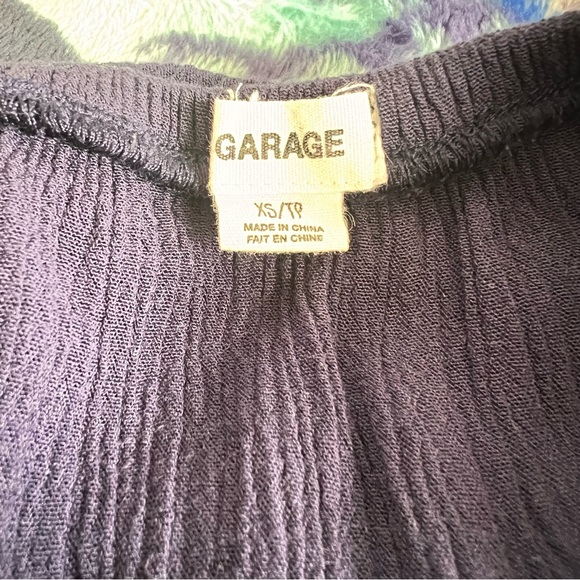 GARAGE
XS/TP
MADE IN CHINA
FAIT EN CHINE